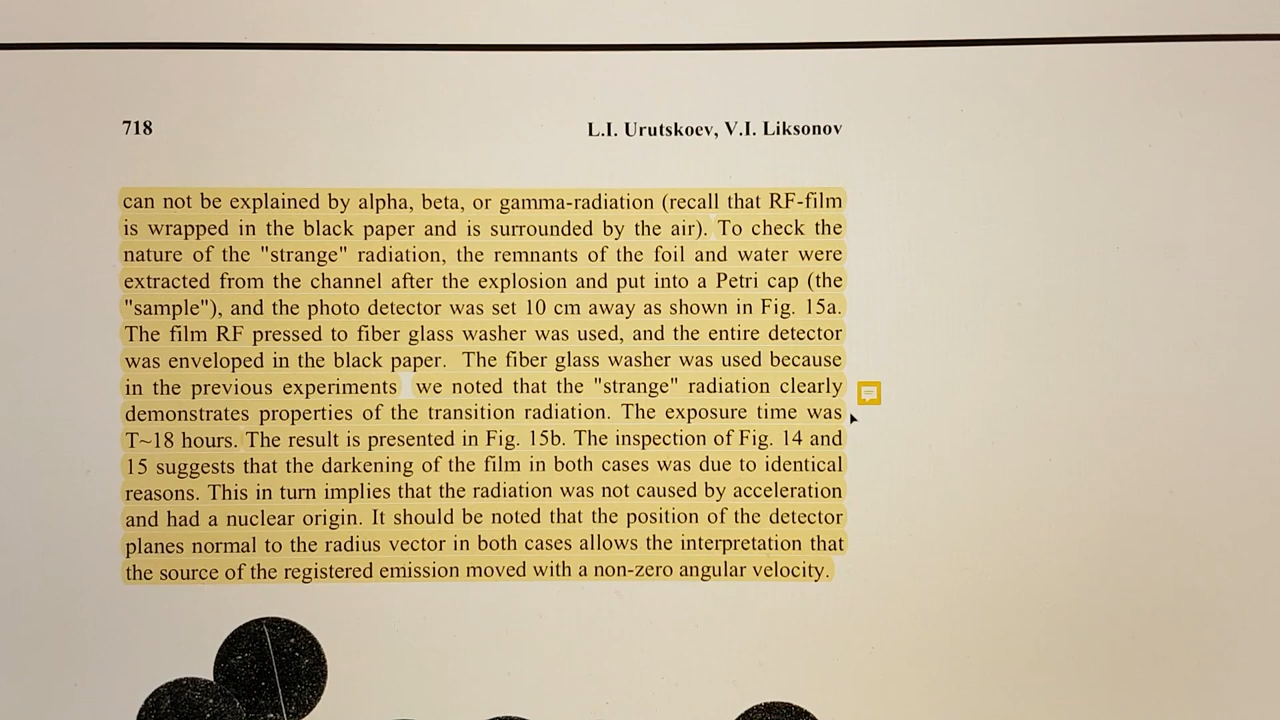 718 L.I. Urutskoev, V.I. Liksonov
can not be explained by alpha, beta, or gamma-radiation (recall that RF-film
is wrapped in the black paper and is surrounded by the air). To check the
nature of the "strange" radiation, the remnants of the foil and water were
extracted from the channel after the explosion and put into a Petri cap (the
"sample"), and the photo detector was set 10 cm away as shown in Fig. 15a.
The film RF pressed to fiber glass washer was used, and the entire detector
was enveloped in the black paper. The fiber glass washer was used because
in the previous experiments we noted that the "strange" radiation clearly
demonstrates properties of the transition radiation. The exposure time was
T~18 hours. The result is presented in Fig. 15b. The inspection of Fig. 14 and
15 suggests that the darkening of the film in both cases was due to identical
reasons. This in turn implies that the radiation was not caused by acceleration
and had a nuclear origin. It should be noted that the position of the detector
planes normal to the radius vector in both cases allows the interpretation that
the source of the registered emission moved with a non-zero angular velocity.